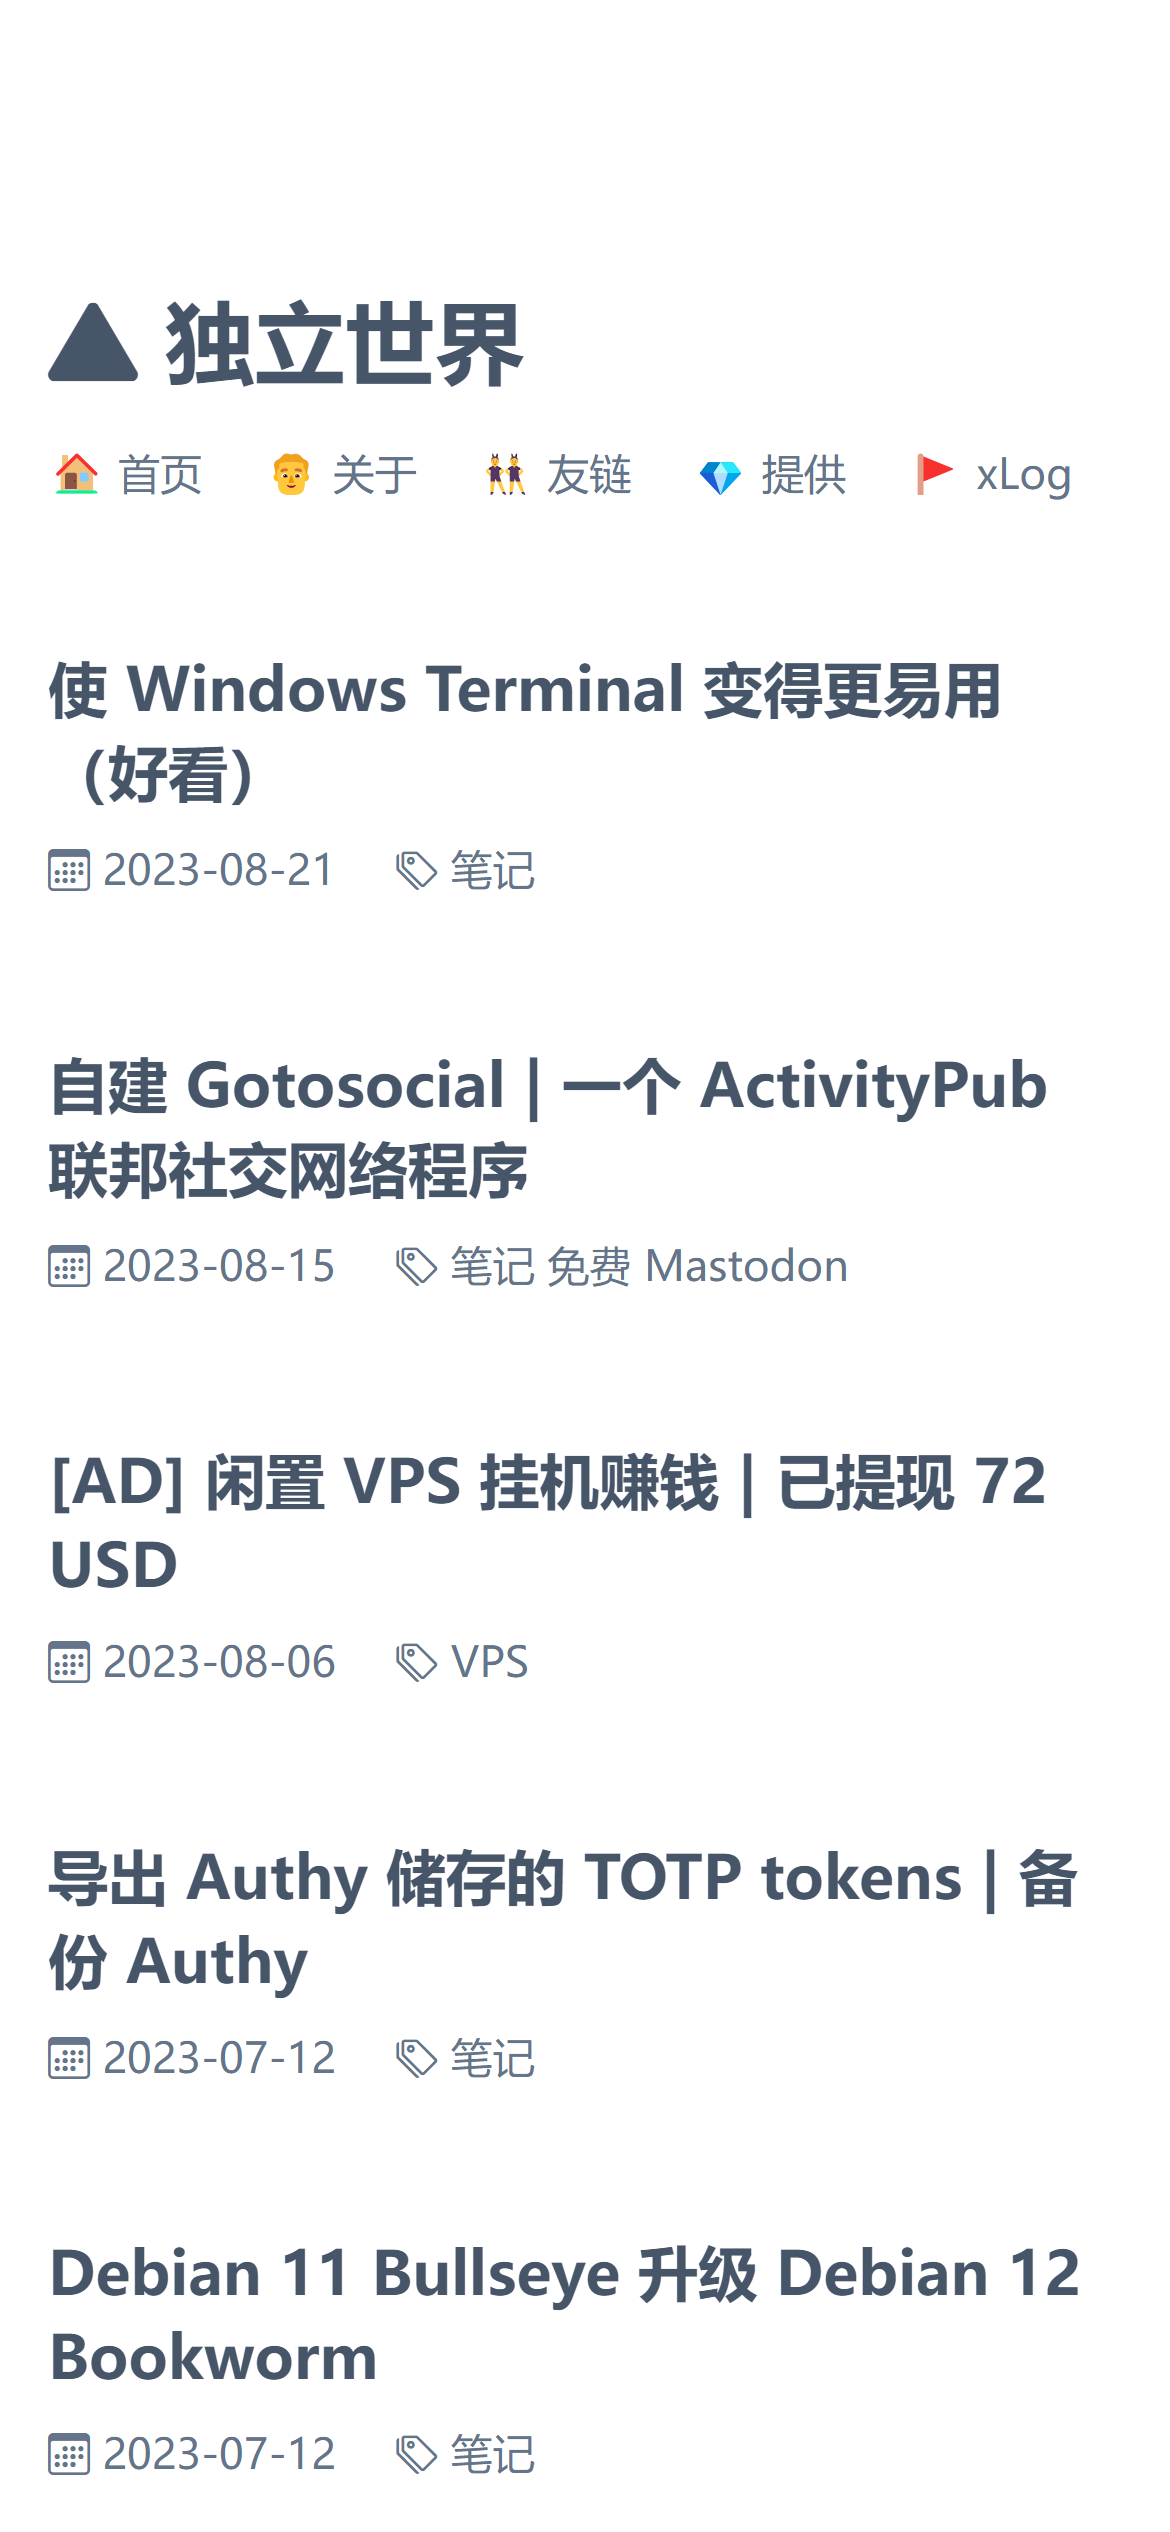 独立世界
首页 关于 友链 提供 xLog
使 Windows Terminal 变得更易用
（好看）
2023-08-21 笔记
自建 Gotosocial | 一个 ActivityPub
联邦社交网络程序
2023-08-15 笔记 免费 Mastodon
[AD] 闲置 VPS 挂机赚钱 | 已提现 72
USD
2023-08-06 VPS
导出 Authy 储存的 TOTP tokens | 备
份 Authy
2023-07-12 笔记
Debian 11 Bullseye 升级 Debian 12
Bookworm
2023-07-12 笔记